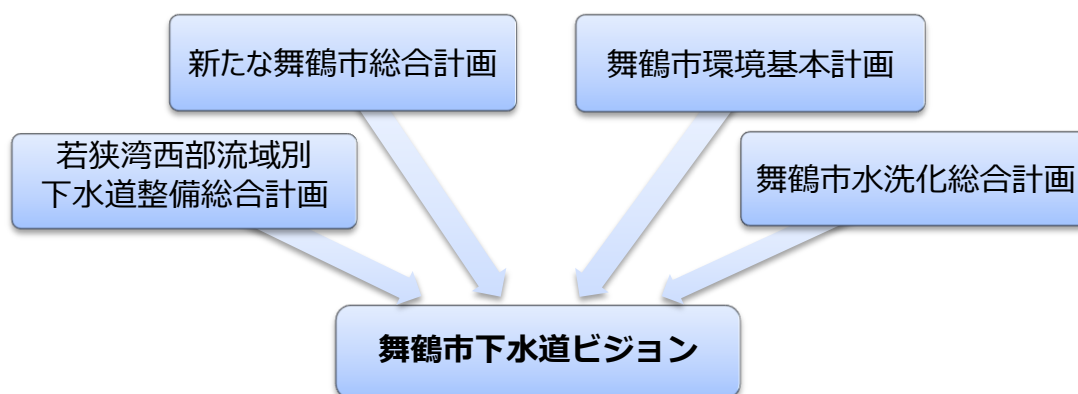 新たな舞鶴市総合計画
舞鶴市環境基本計画
若狭湾西部流域別
下水道整備総合計画
舞鶴市水洗化総合計画
舞鶴市下水道ビジョン